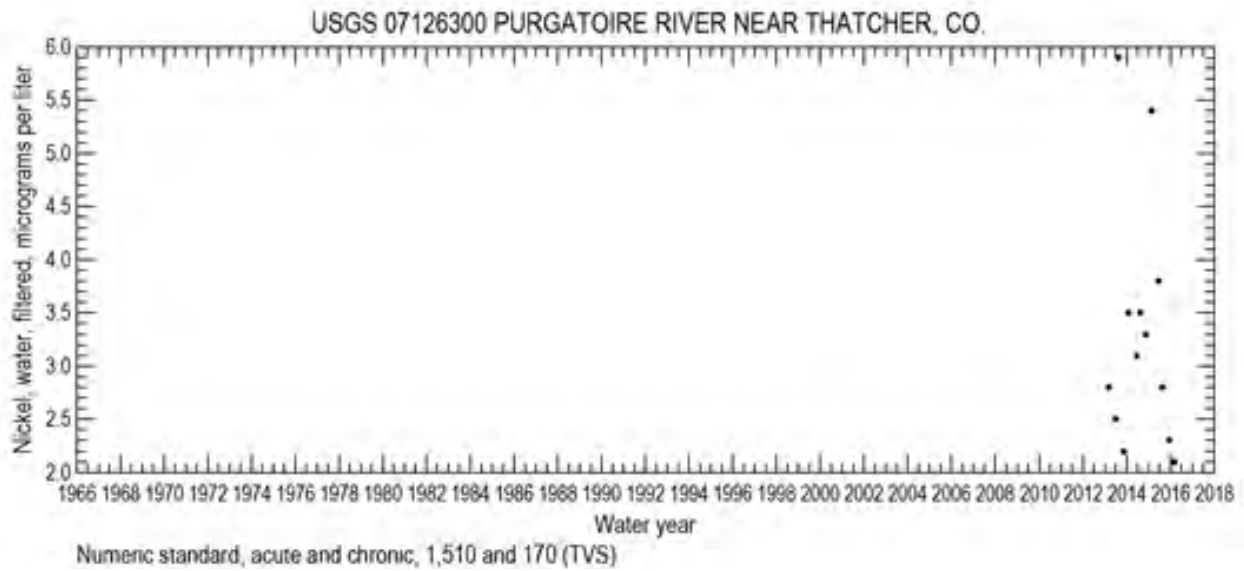 USGS 07126300 PURGATOIRE RIVER NEAR THATCHER, CO.
Nickel, water, filtered, micrograms per liter
6.0
5.5
5.0
4.5
4.0
3.5
3.0
2.5
2.0
1966 1968 1970 1972 1974 1976 1978 1980 1982 1984 1986 1988 1990 1992 1994 1996 1998 2000 2002 2004 2006 2008 2010 2012 2014 2016 2018
Water year
Numeric standard, acute and chronic, 1,510 and 170 (TVS)